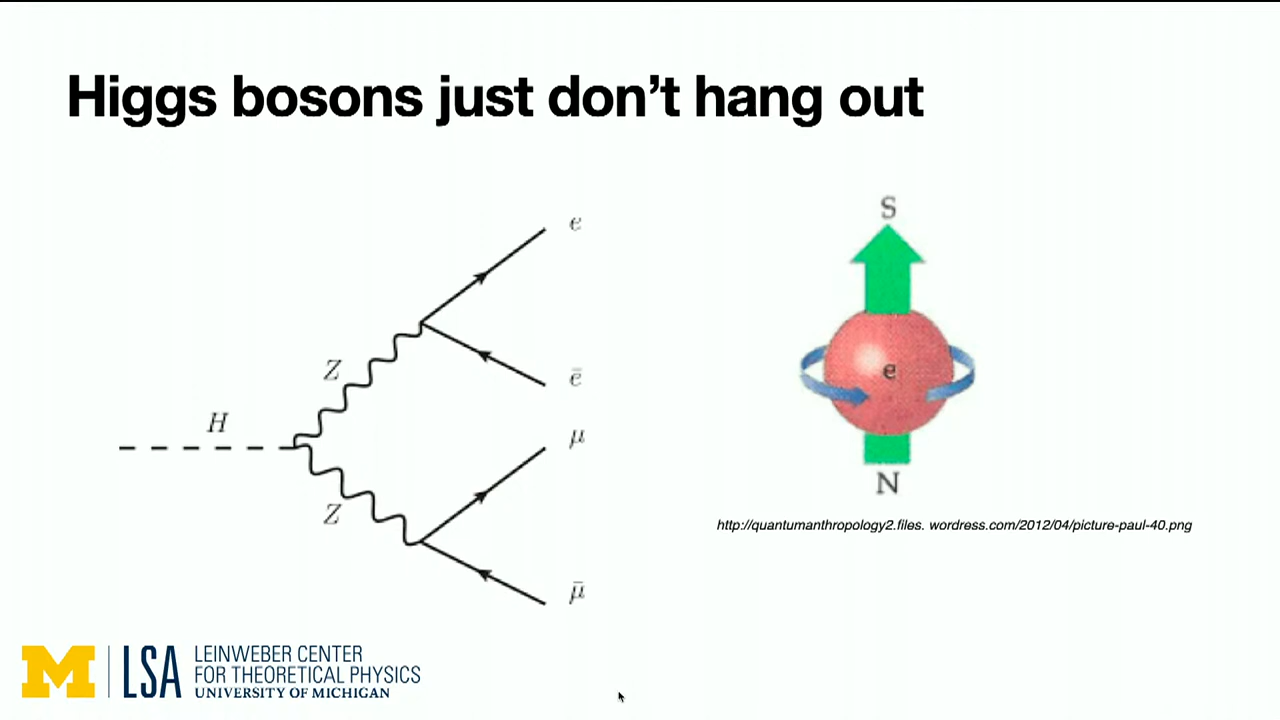 Higgs bosons just don't hang out
e
Z
ē
H
μ
Z
μ̄
S
e
N
http://quantumanthropology2.files. wordress.com/2012/04/picture-paul-40.png
M LSA LEINWEBER CENTER
FOR THEORETICAL PHYSICS
UNIVERSITY OF MICHIGAN